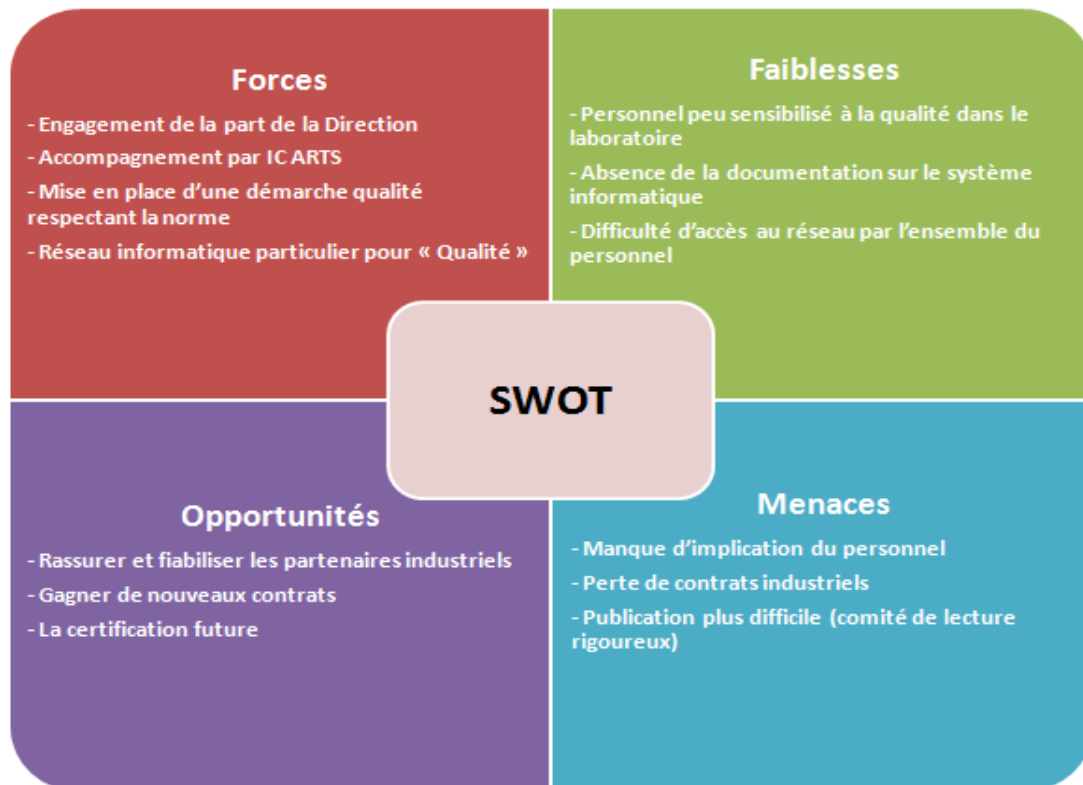 Forces
- Engagement de la part de la Direction
- Accompagnement par IC ARTS
- Mise en place d'une démarche qualité
respectant la norme
- Réseau informatique particulier pour « Qualité »
Faiblesses
- Personnel peu sensibilisé à la qualité dans le
laboratoire
- Absence de la documentation sur le système
informatique
- Difficulté d'accès au réseau par l'ensemble du
personnel
SWOT
Opportunités
- Rassurer et fiabiliser les partenaires industriels
- Gagner de nouveaux contrats
- La certification future
Menaces
- Manque d'implication du personnel
- Perte de contrats industriels
- Publication plus difficile (comité de lecture
rigoureux)